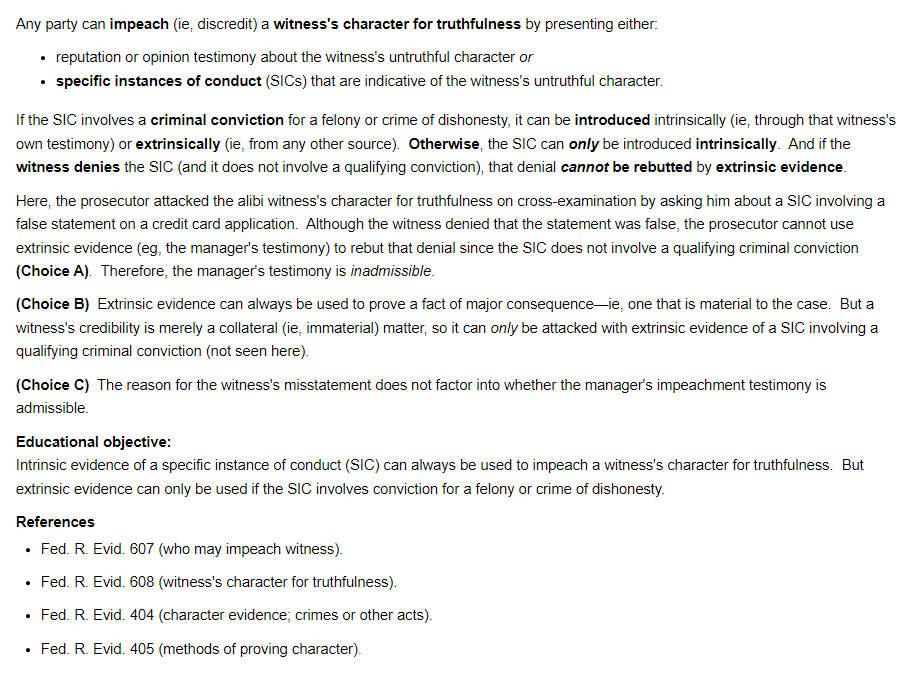 Any party can impeach (ie, discredit) a witness's character for truthfulness by presenting either:
• reputation or opinion testimony about the witness's untruthful character or
• specific instances of conduct (SICs) that are indicative of the witness's untruthful character.
If the SIC involves a criminal conviction for a felony or crime of dishonesty, it can be introduced intrinsically (ie, through that witness's
own testimony) or extrinsically (ie, from any other source).  Otherwise, the SIC can only be introduced intrinsically.  And if the
witness denies the SIC (and it does not involve a qualifying conviction), that denial cannot be rebutted by extrinsic evidence.
Here, the prosecutor attacked the alibi witness's character for truthfulness on cross-examination by asking him about a SIC involving a
false statement on a credit card application.  Although the witness denied that the statement was false, the prosecutor cannot use
extrinsic evidence (eg, the manager's testimony) to rebut that denial since the SIC does not involve a qualifying criminal conviction
(Choice A).  Therefore, the manager's testimony is inadmissible.
(Choice B)  Extrinsic evidence can always be used to prove a fact of major consequence—ie, one that is material to the case.  But a
witness's credibility is merely a collateral (ie, immaterial) matter, so it can only be attacked with extrinsic evidence of a SIC involving a
qualifying criminal conviction (not seen here).
(Choice C)  The reason for the witness's misstatement does not factor into whether the manager's impeachment testimony is
admissible.
Educational objective:
Intrinsic evidence of a specific instance of conduct (SIC) can always be used to impeach a witness's character for truthfulness.  But
extrinsic evidence can only be used if the SIC involves conviction for a felony or crime of dishonesty.
References
• Fed. R. Evid. 607 (who may impeach witness).
• Fed. R. Evid. 608 (witness's character for truthfulness).
• Fed. R. Evid. 404 (character evidence; crimes or other acts).
• Fed. R. Evid. 405 (methods of proving character).